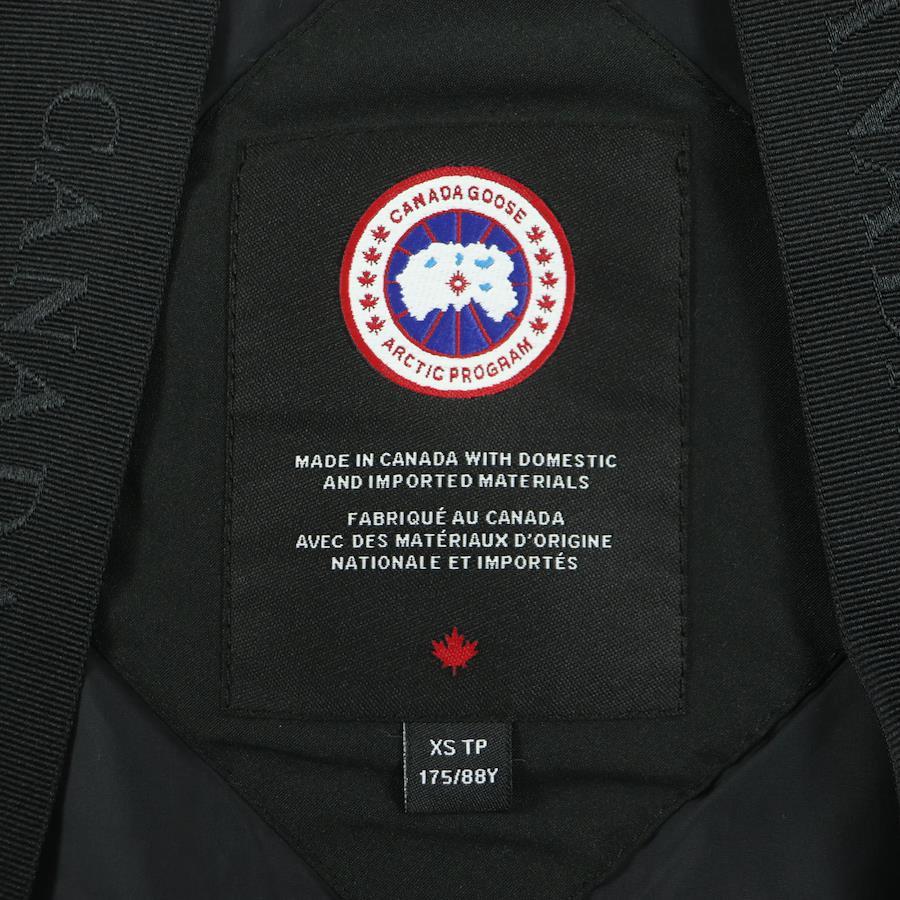 CANADA GOOSE
ARCTIC PROGRAM
MADE IN CANADA WITH DOMESTIC
AND IMPORTED MATERIALS
FABRIQUÉ AU CANADA
AVEC DES MATÉRIAUX D'ORIGINE
NATIONALE ET IMPORTÉS
XS TP
175/88Y
CANADA